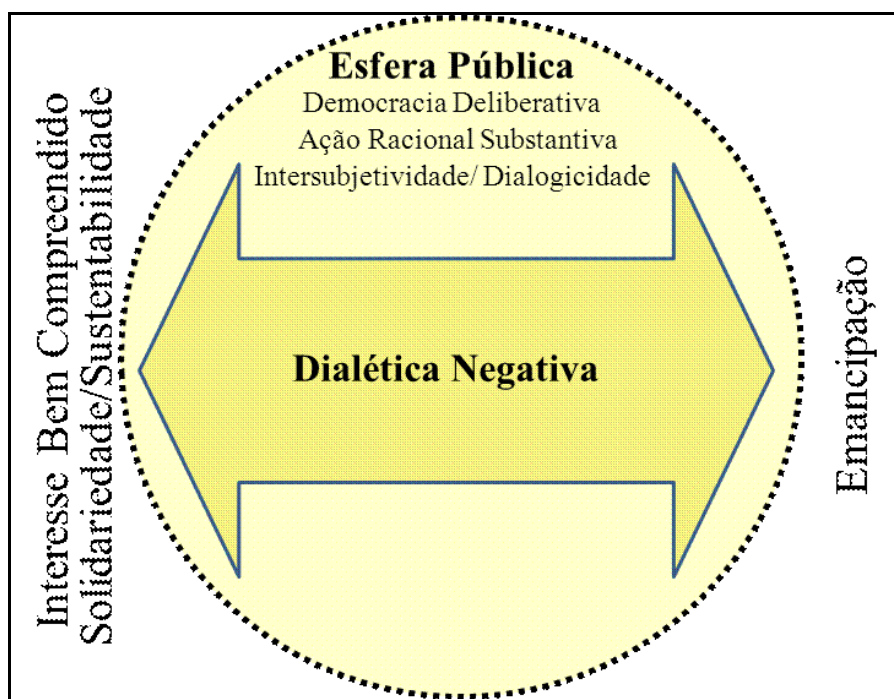 Esfera Pública
Democracia Deliberativa
Ação Racional Substantiva
Intersubjetividade/ Dialogicidade
Interesse Bem Compreendido
Solidariedade/Sustentabilidade
Dialética Negativa
Emancipação